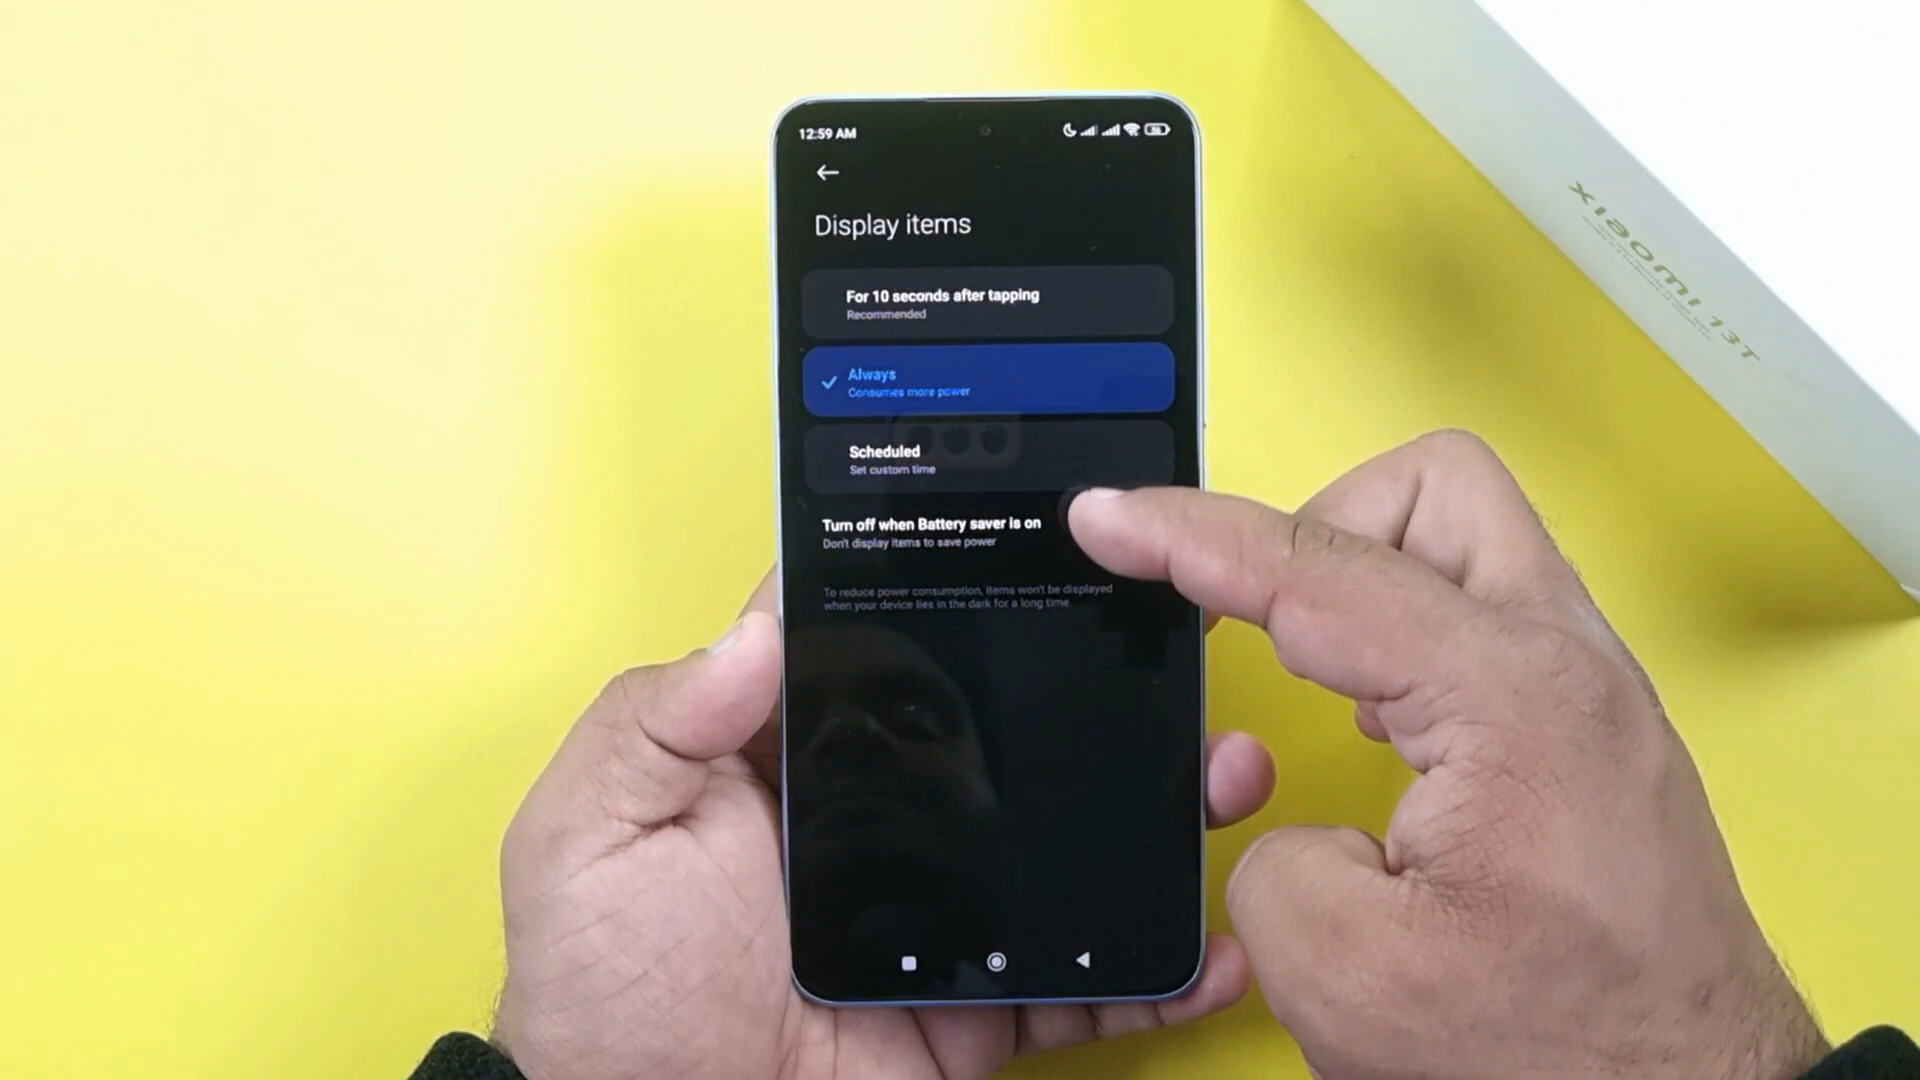 12:59 AM
Display items
For 10 seconds after tapping
Recommended
Always
Consumes more power
Scheduled
Set custom time
Turn off when Battery saver is on
Don't display items to save power
To reduce power consumption, items won't be displayed
when your device lies in the dark for a long time.
xiaomi 13T